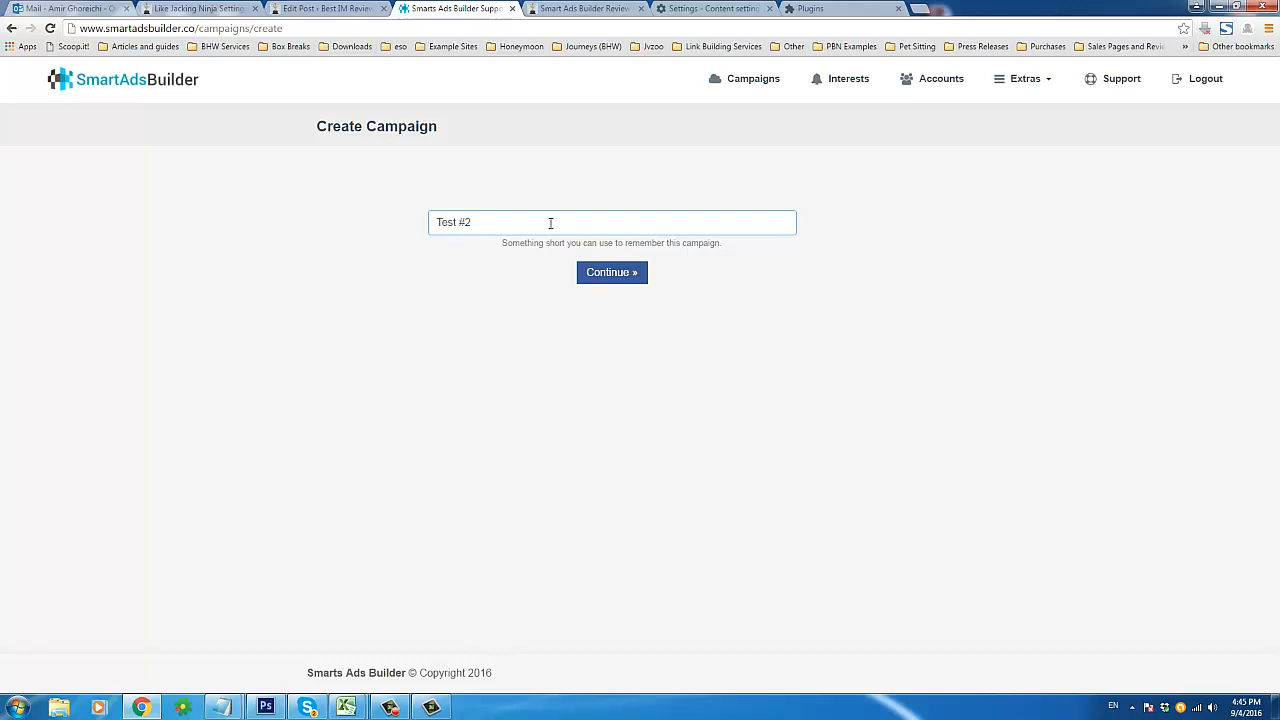 Mail - Amir Ghoreichi - O
Like Jacking Ninja Setting
Edit Post ‹ Best IM Review
Smarts Ads Builder Suppo
Smart Ads Builder Review
Settings - Content setting
Plugins
www.smartadsbuilder.co/campaigns/create
Apps
Scoop.it!
Articles and guides
BHW Services
Box Breaks
Downloads
eso
Example Sites
Honeymoon
Journeys (BHW)
Jvzoo
Link Building Services
Other
PBN Examples
Pet Sitting
Press Releases
Purchases
Sales Pages and Revi
»
Other bookmarks
SmartAdsBuilder
Campaigns
Interests
Accounts
Extras
Support
Logout
Create Campaign
Test #2
Something short you can use to remember this campaign.
Continue »
Smarts Ads Builder © Copyright 2016
EN
4:45 PM
9/4/2016